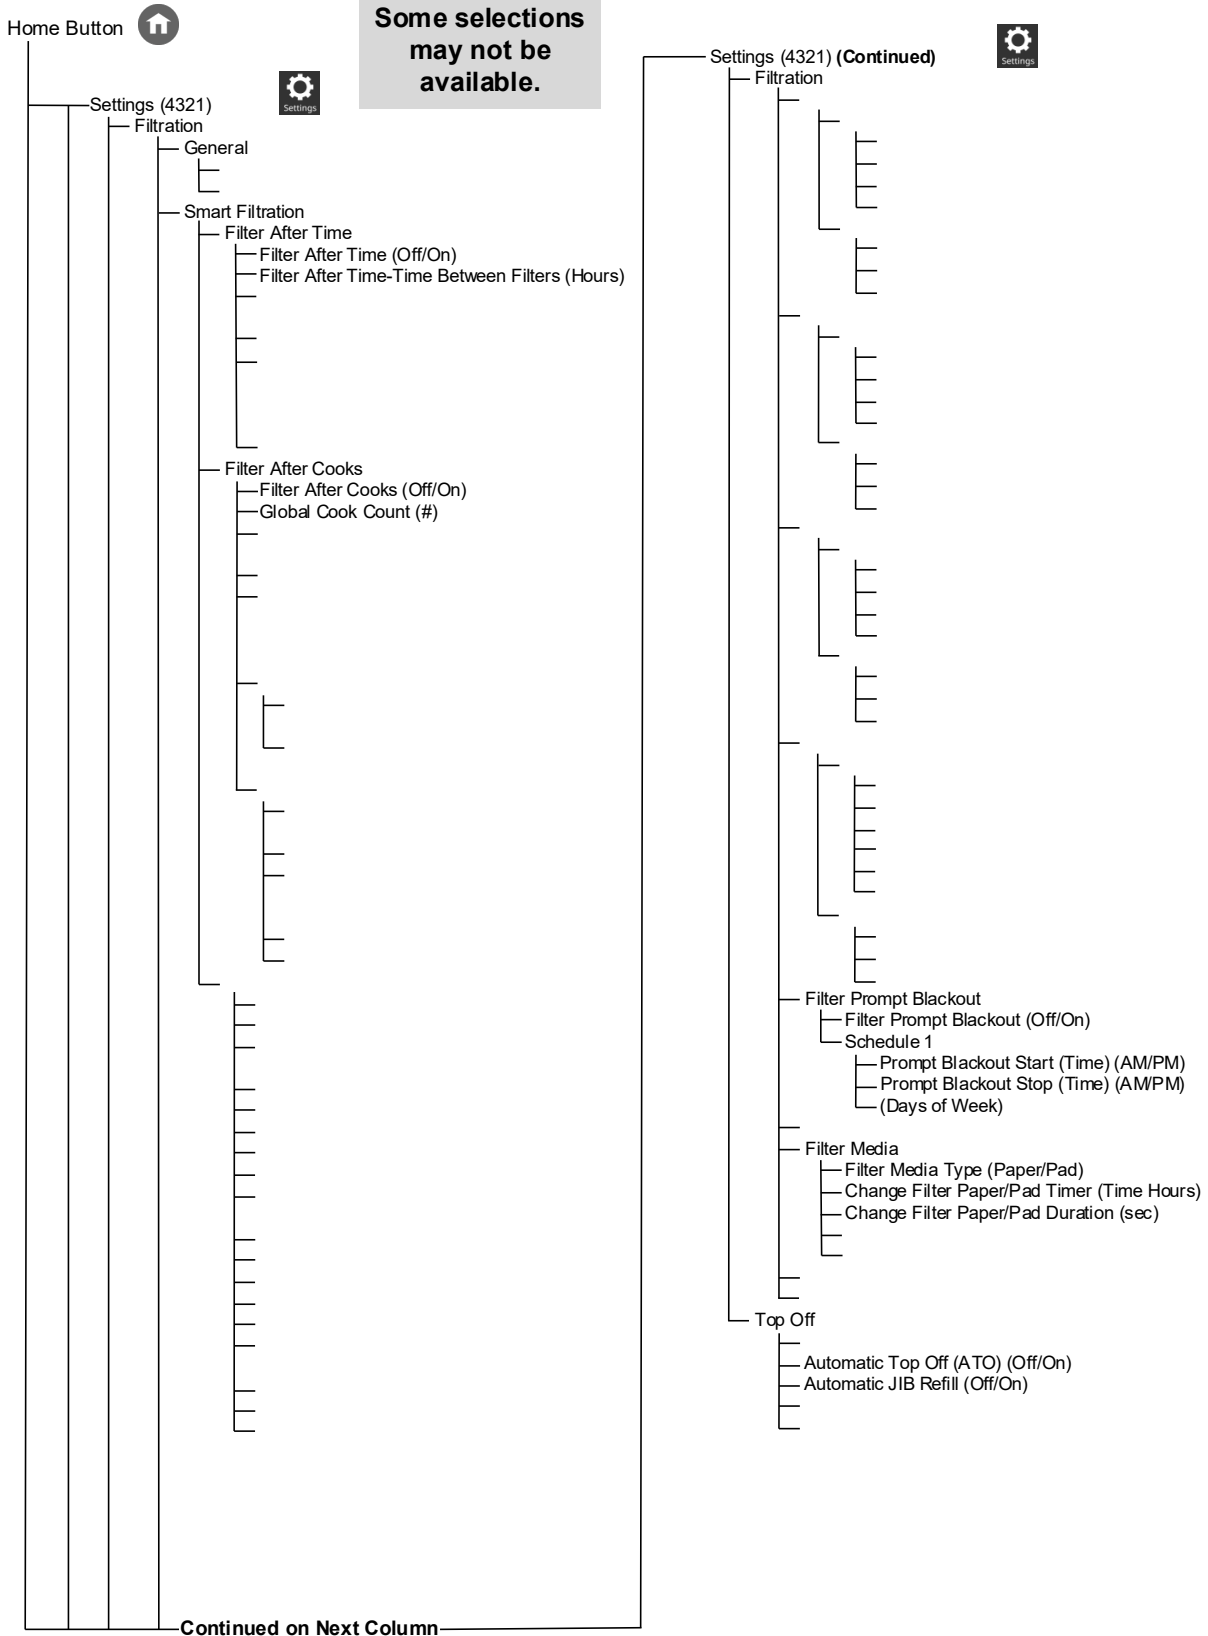 Home Button
Some selections
may not be
available.
Settings (4321)
Settings
Filtration
General
Smart Filtration
Filter After Time
Filter After Time (Off/On)
Filter After Time-Time Between Filters (Hours)
Filter After Cooks
Filter After Cooks (Off/On)
Global Cook Count (#)
Continued on Next Column
Settings (4321) (Continued)
Settings
Filtration
Filter Prompt Blackout
Filter Prompt Blackout (Off/On)
Schedule 1
Prompt Blackout Start (Time) (AM/PM)
Prompt Blackout Stop (Time) (AM/PM)
(Days of Week)
Filter Media
Filter Media Type (Paper/Pad)
Change Filter Paper/Pad Timer (Time Hours)
Change Filter Paper/Pad Duration (sec)
Top Off
Automatic Top Off (ATO) (Off/On)
Automatic JIB Refill (Off/On)